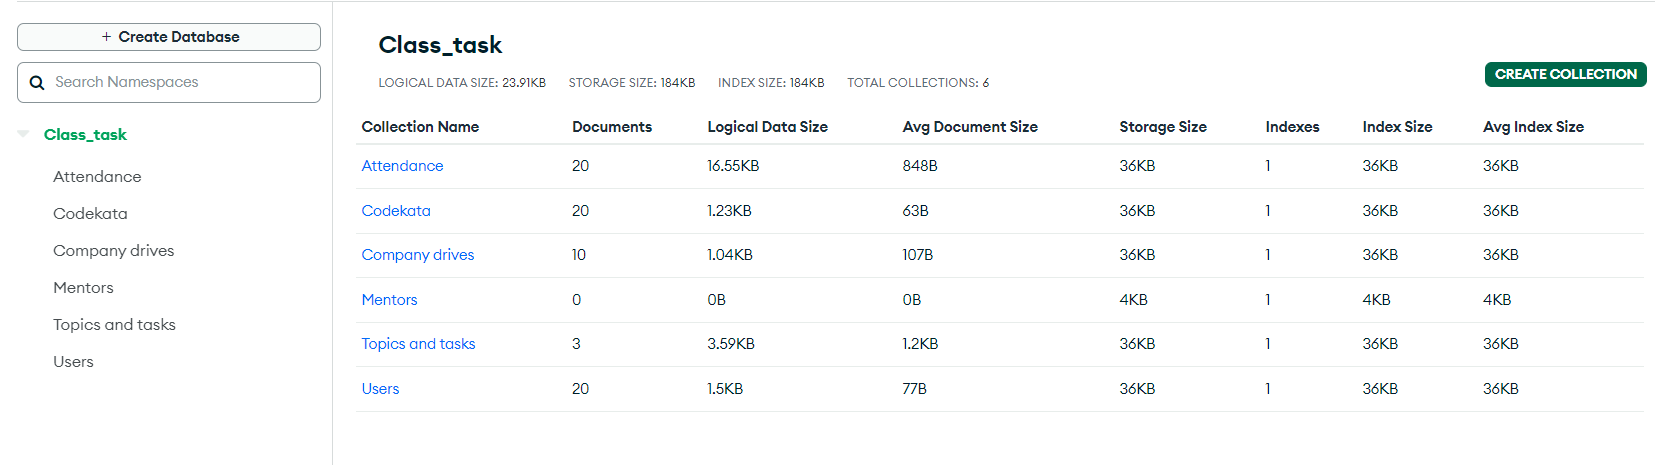 + Create Database
Search Namespaces
Class_task
Attendance
Codekata
Company drives
Mentors
Topics and tasks
Users
Class_task
LOGICAL DATA SIZE: 23.91KB STORAGE SIZE: 184KB INDEX SIZE: 184KB TOTAL COLLECTIONS: 6
CREATE COLLECTION
Collection Name Documents Logical Data Size Avg Document Size Storage Size Indexes Index Size Avg Index Size
Attendance 20 16.55KB 848B 36KB 1 36KB 36KB
Codekata 20 1.23KB 63B 36KB 1 36KB 36KB
Company drives 10 1.04KB 107B 36KB 1 36KB 36KB
Mentors 0 0B 0B 4KB 1 4KB 4KB
Topics and tasks 3 3.59KB 1.2KB 36KB 1 36KB 36KB
Users 20 1.5KB 77B 36KB 1 36KB 36KB